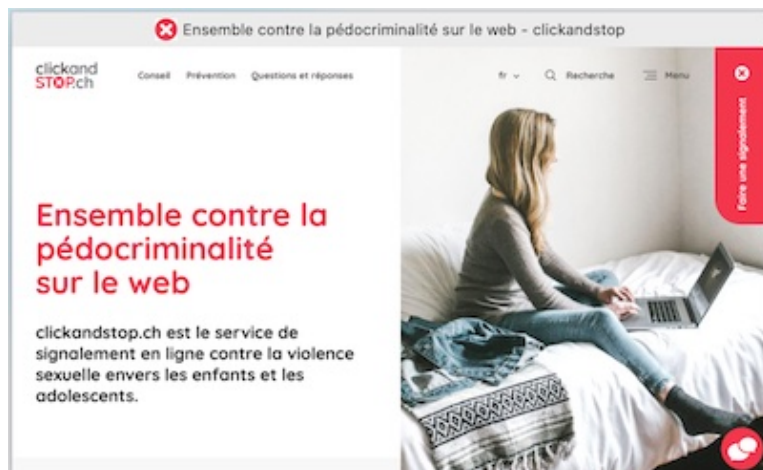 Ensemble contre la pédocriminalité sur le web - clickandstop
clickand
STOP.ch
Conseil Prévention Questions et réponses
fr Recherche Menu
Faire une signalement
Ensemble contre la
pédocriminalité
sur le web
clickandstop.ch est le service de
signalement en ligne contre la violence
sexuelle envers les enfants et les
adolescents.